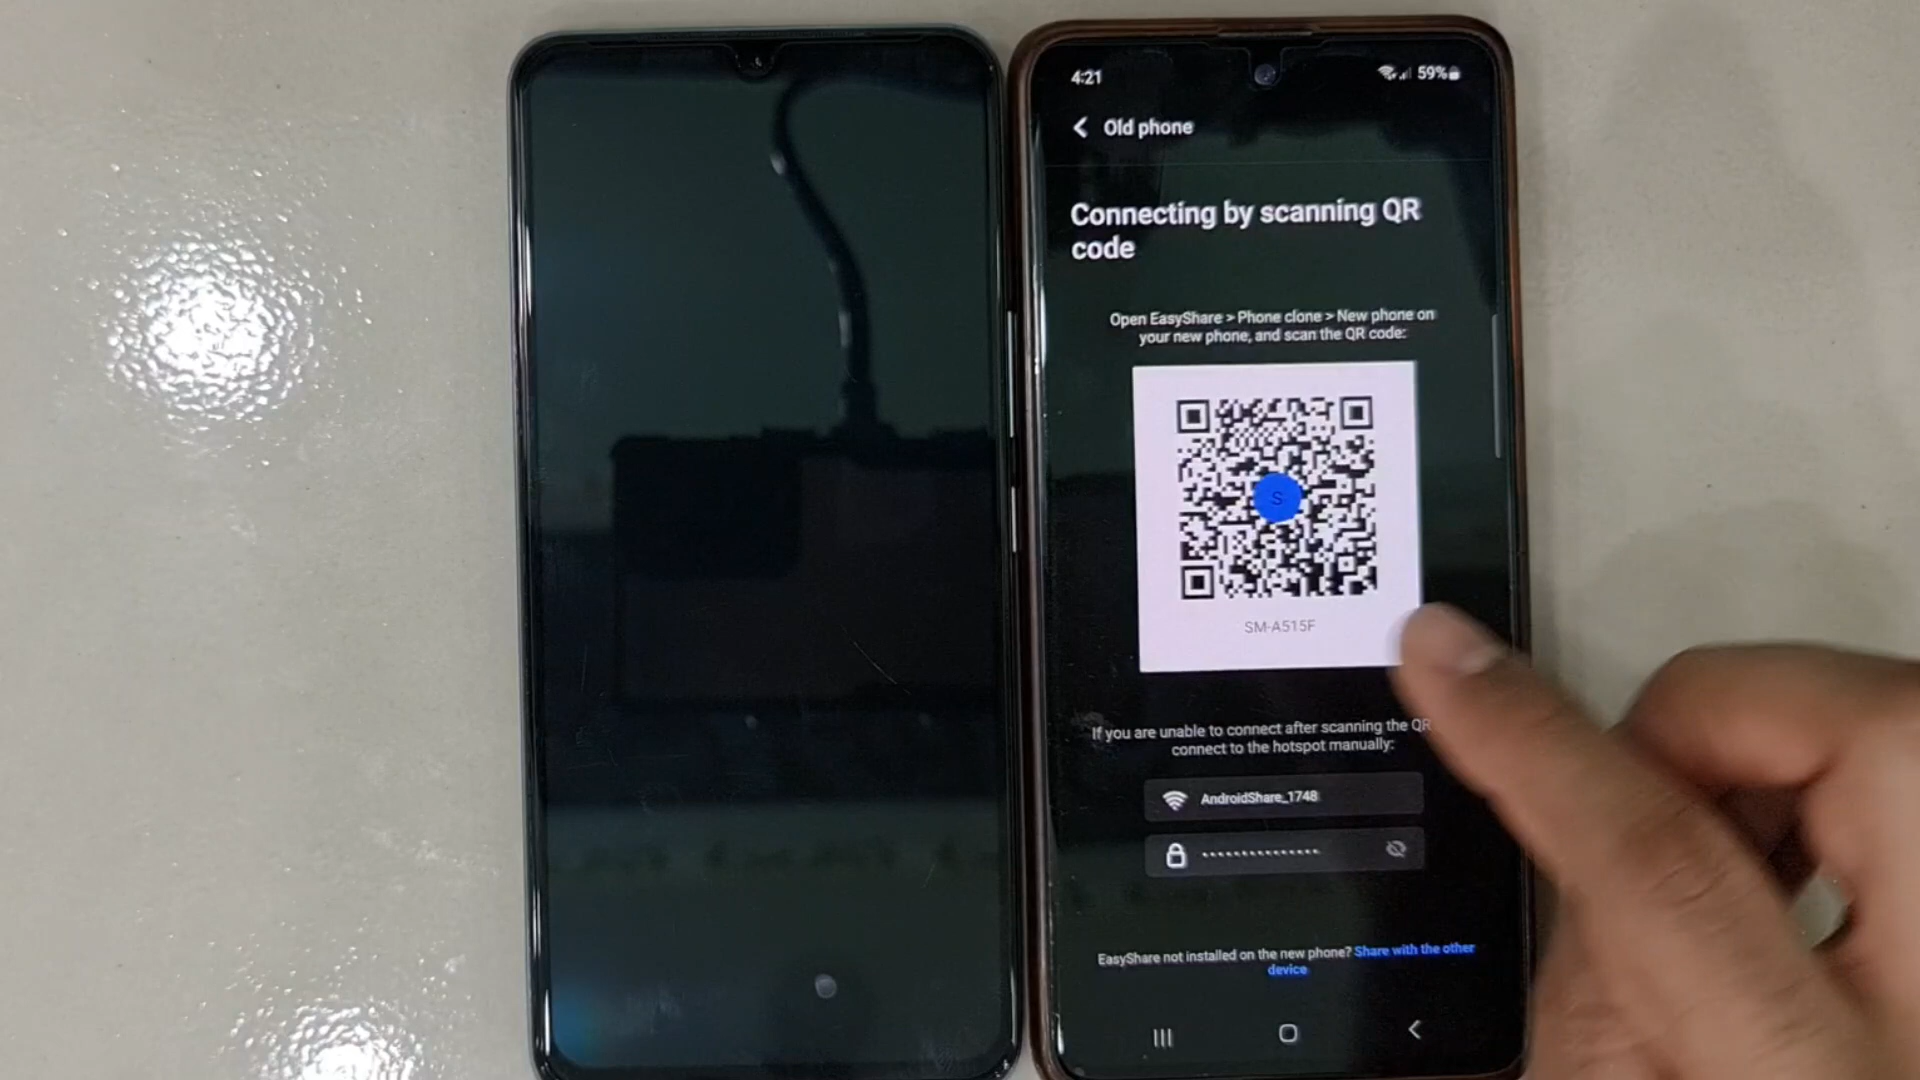 4:21
59%
Old phone
Connecting by scanning QR
code
Open EasyShare > Phone clone > New phone on
your new phone, and scan the QR code:
S
SM-A515F
If you are unable to connect after scanning the QR
connect to the hotspot manually:
AndroidShare_1748
•••••••••••••••
EasyShare not installed on the new phone? Share with the other
device